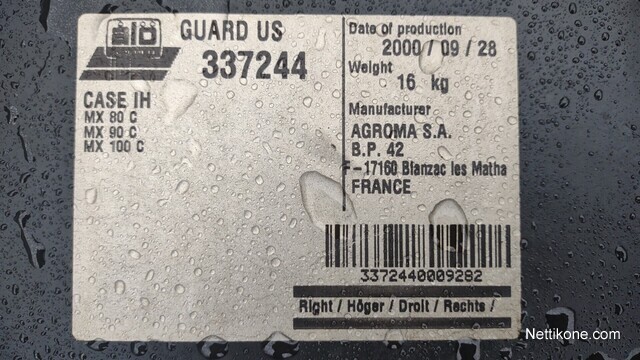 alo
GUARD US
337244
CASE IH
MX 80 C
MX 90 C
MX 100 C
Date of production
2000 / 09 / 28
Weight
16 kg
Manufacturer
AGROMA S.A.
B.P. 42
F-17160 Blanzac les Matha
FRANCE
3372440009282
Right / Höger / Droit / Rechts /
Nettikone.com